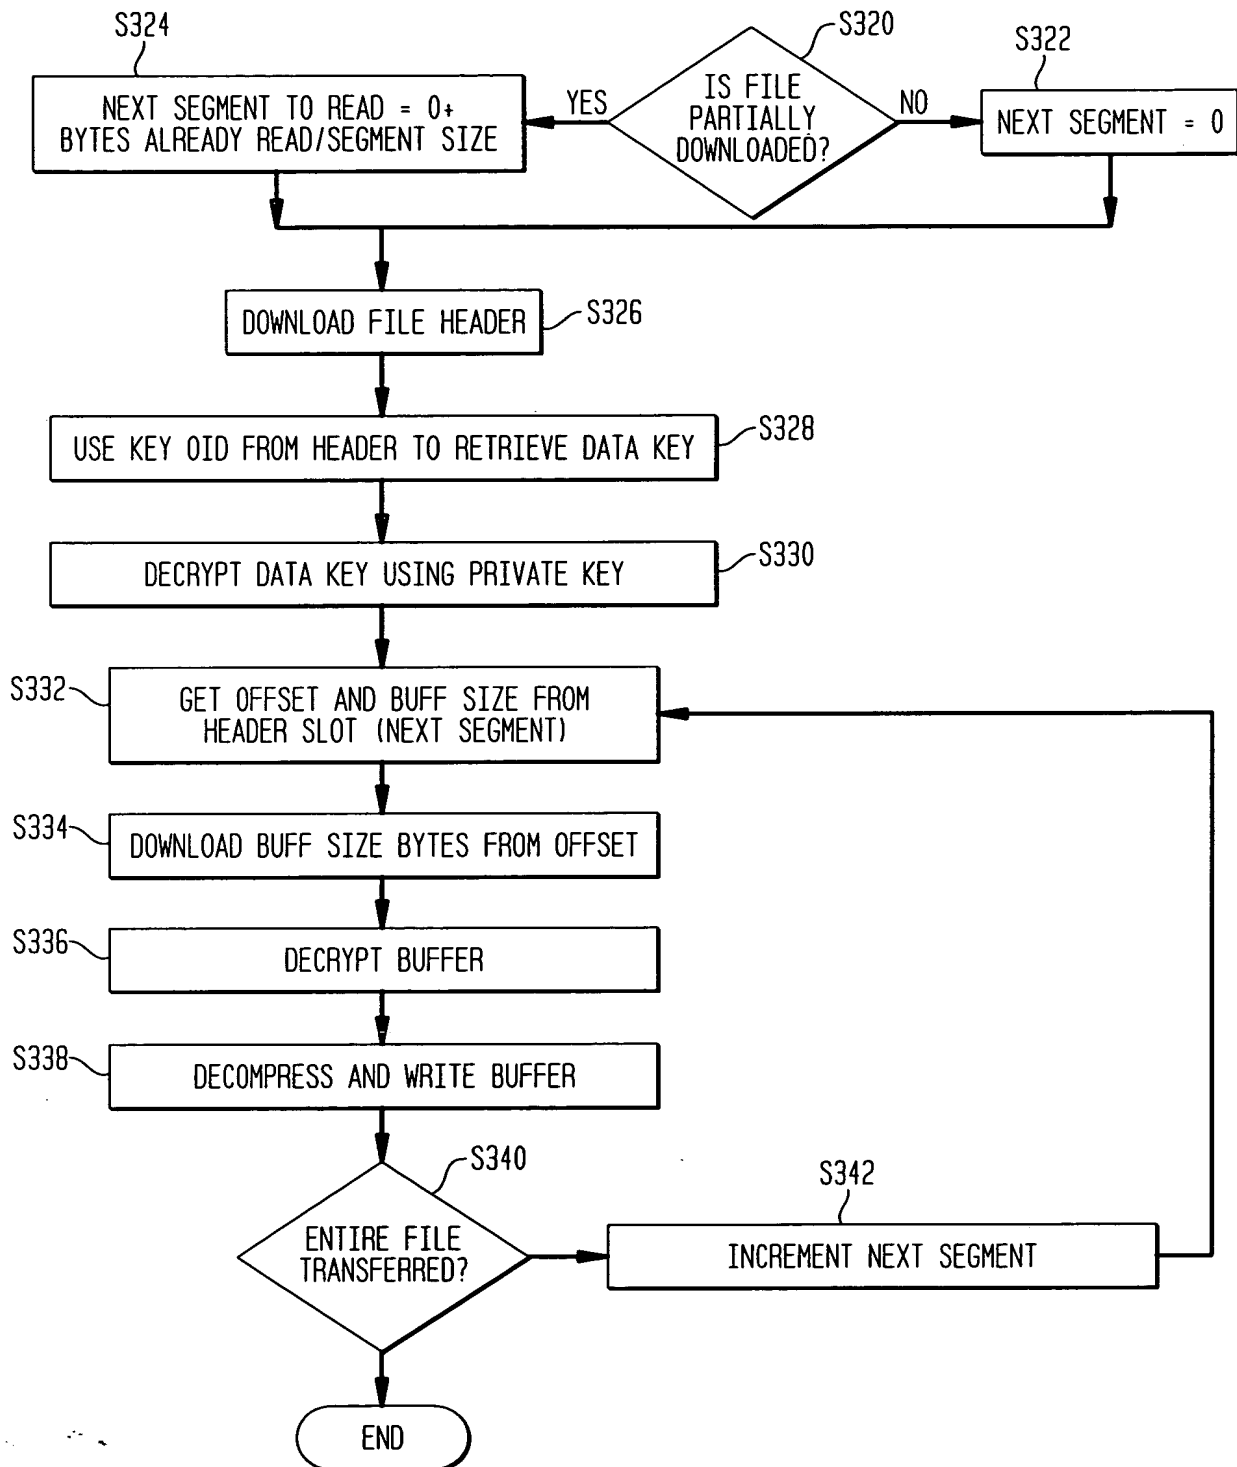 S324
S320
S322
NEXT SEGMENT TO READ = 0+
BYTES ALREADY READ/SEGMENT SIZE
YES
IS FILE
PARTIALLY
DOWNLOADED?
NO
NEXT SEGMENT = 0
DOWNLOAD FILE HEADER
S326
USE KEY OID FROM HEADER TO RETRIEVE DATA KEY
S328
DECRYPT DATA KEY USING PRIVATE KEY
S330
S332
GET OFFSET AND BUFF SIZE FROM
HEADER SLOT (NEXT SEGMENT)
S334
DOWNLOAD BUFF SIZE BYTES FROM OFFSET
S336
DECRYPT BUFFER
S338
DECOMPRESS AND WRITE BUFFER
S340
ENTIRE FILE
TRANSFERRED?
S342
INCREMENT NEXT SEGMENT
END